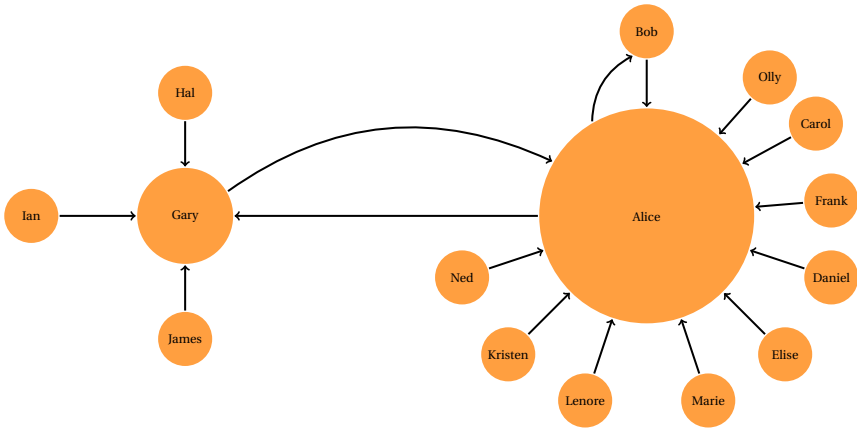 Bob
Olly
Hal
Carol
Ian
Gary
Alice
Frank
Ned
Daniel
James
Kristen
Elise
Lenore
Marie